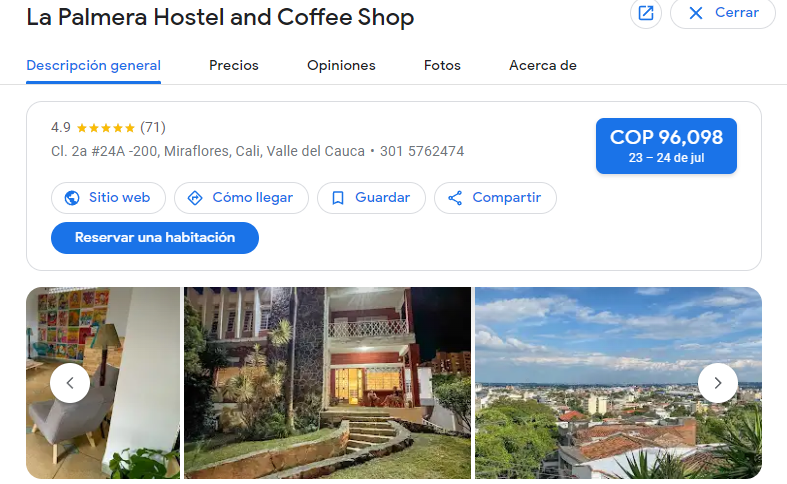 La Palmera Hostel and Coffee Shop
Cerrar
Descripción general Precios Opiniones Fotos Acerca de
4.9 ★★★★★ (71)
Cl. 2a #24A -200, Miraflores, Cali, Valle del Cauca • 301 5762474
COP 96,098
23 – 24 de jul
Sitio web Cómo llegar Guardar Compartir
Reservar una habitación